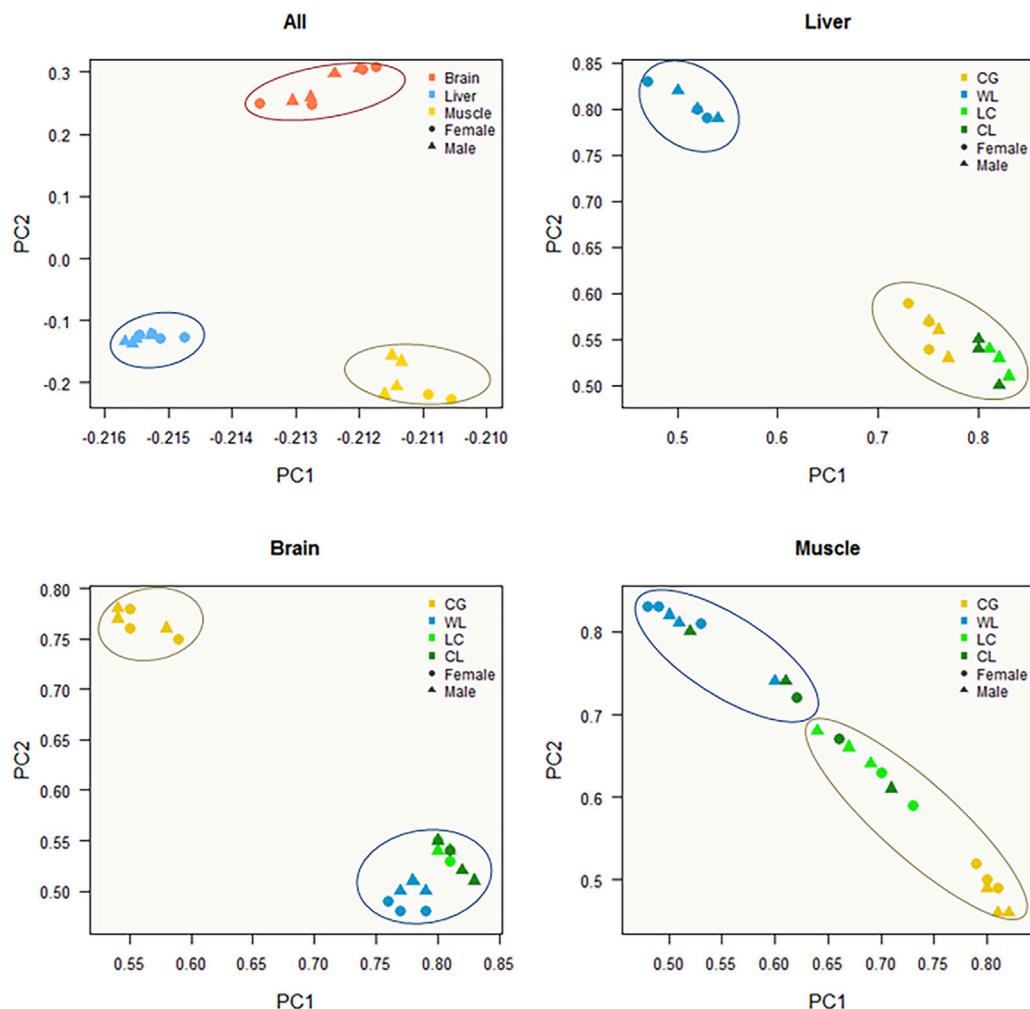 All
0.3
0.2
0.1
0.0
-0.1
-0.2
PC2
-0.216 -0.215 -0.214 -0.213 -0.212 -0.211 -0.210
PC1
Brain
Liver
Muscle
Female
Male
Liver
0.85
0.80
0.75
0.70
0.65
0.60
0.55
0.50
PC2
0.5 0.6 0.7 0.8
PC1
CG
WL
LC
CL
Female
Male
Brain
0.80
0.75
0.70
0.65
0.60
0.55
0.50
PC2
0.55 0.60 0.65 0.70 0.75 0.80 0.85
PC1
CG
WL
LC
CL
Female
Male
Muscle
0.8
0.7
0.6
0.5
PC2
0.50 0.55 0.60 0.65 0.70 0.75 0.80
PC1
CG
WL
LC
CL
Female
Male